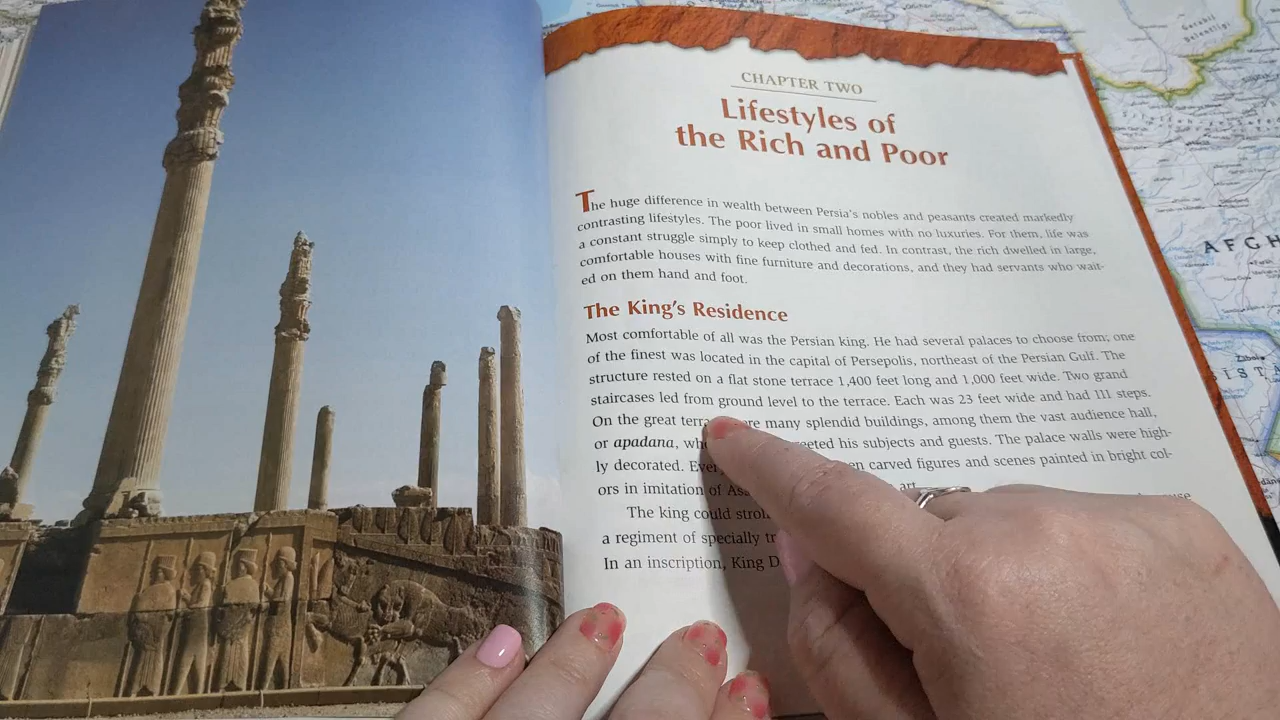 CHAPTER TWO
Lifestyles of
the Rich and Poor
The huge difference in wealth between Persia's nobles and peasants created markedly
contrasting lifestyles. The poor lived in small homes with no luxuries. For them, life was
a constant struggle simply to keep clothed and fed. In contrast, the rich dwelled in large,
comfortable houses with fine furniture and decorations, and they had servants who wait-
ed on them hand and foot.
The King's Residence
Most comfortable of all was the Persian king. He had several palaces to choose from; one
of the finest was located in the capital of Persepolis, northeast of the Persian Gulf. The
structure rested on a flat stone terrace 1,400 feet long and 1,000 feet wide. Two grand
staircases led from ground level to the terrace. Each was 23 feet wide and had 111 steps.
On the great many splendid buildings, among them the vast audience hall,
or apadana, his subjects and guests. The palace walls were high-
ly decorated. carved figures and scenes painted in bright col-
ors in imitation of art.
The king could
a regiment of specially
In an inscription, King
AFGH
SISTA